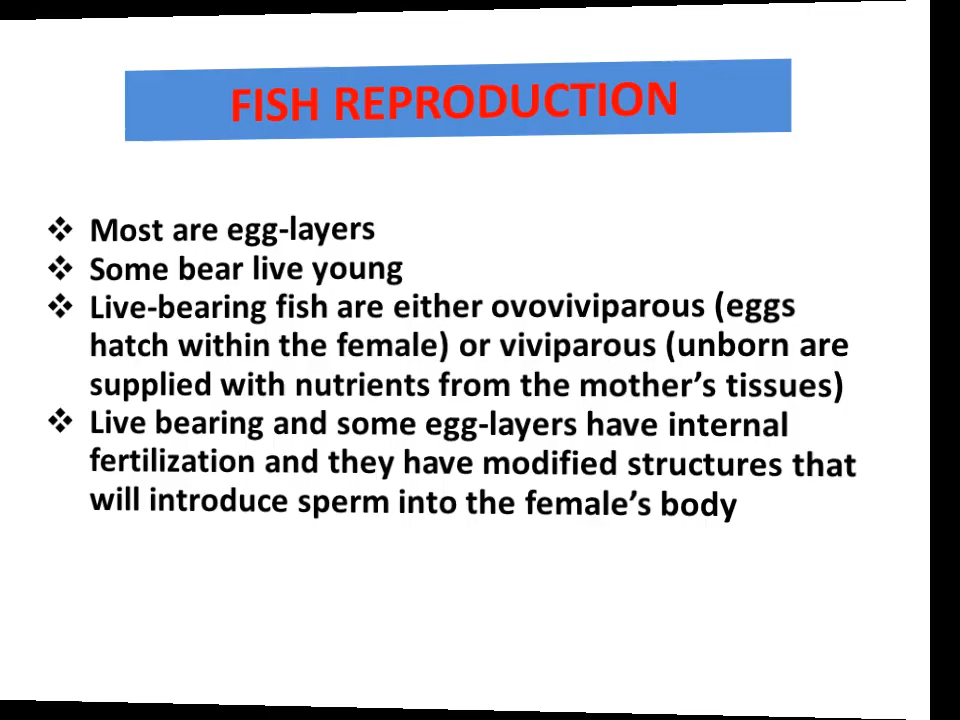 FISH REPRODUCTION
❖ Most are egg-layers
❖ Some bear live young
❖ Live-bearing fish are either ovoviviparous (eggs
hatch within the female) or viviparous (unborn are
supplied with nutrients from the mother’s tissues)
❖ Live bearing and some egg-layers have internal
fertilization and they have modified structures that
will introduce sperm into the female’s body